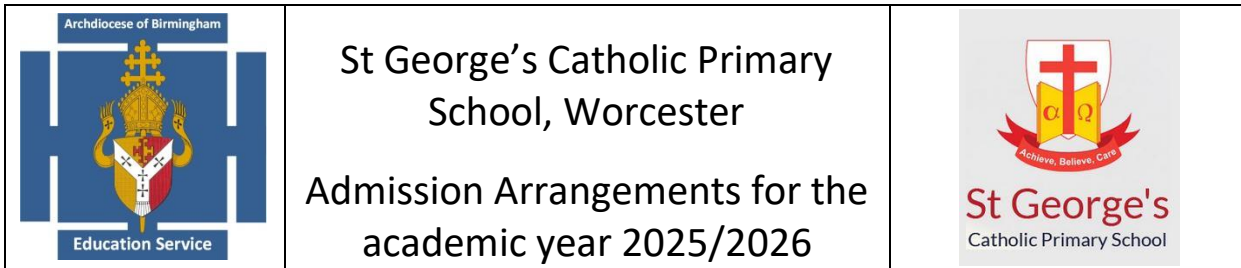 Archdiocese of Birmingham
Education Service
St George’s Catholic Primary
School, Worcester
Admission Arrangements for the
academic year 2025/2026
α Ω
Achieve, Believe, Care
St George's
Catholic Primary School